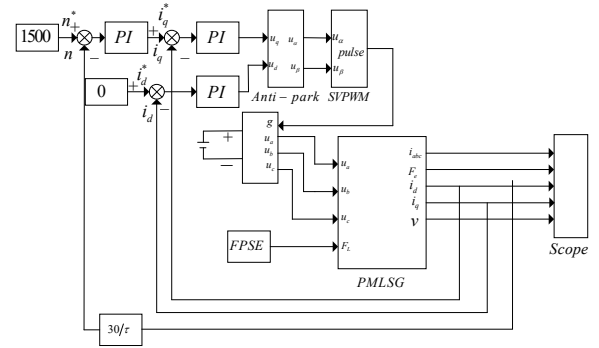 1500
n*
+
n
−
PI
i*q
+
iq
−
PI
uq
ud
uα
uβ
Anti − park
uα
uβ
pulse
SVPWM
0
i*d
+
id
−
PI
+
−
g
ua
ub
uc
FPSE
ua
ub
uc
FL
iabc
Fe
id
iq
v
PMLSG
Scope
30/τ